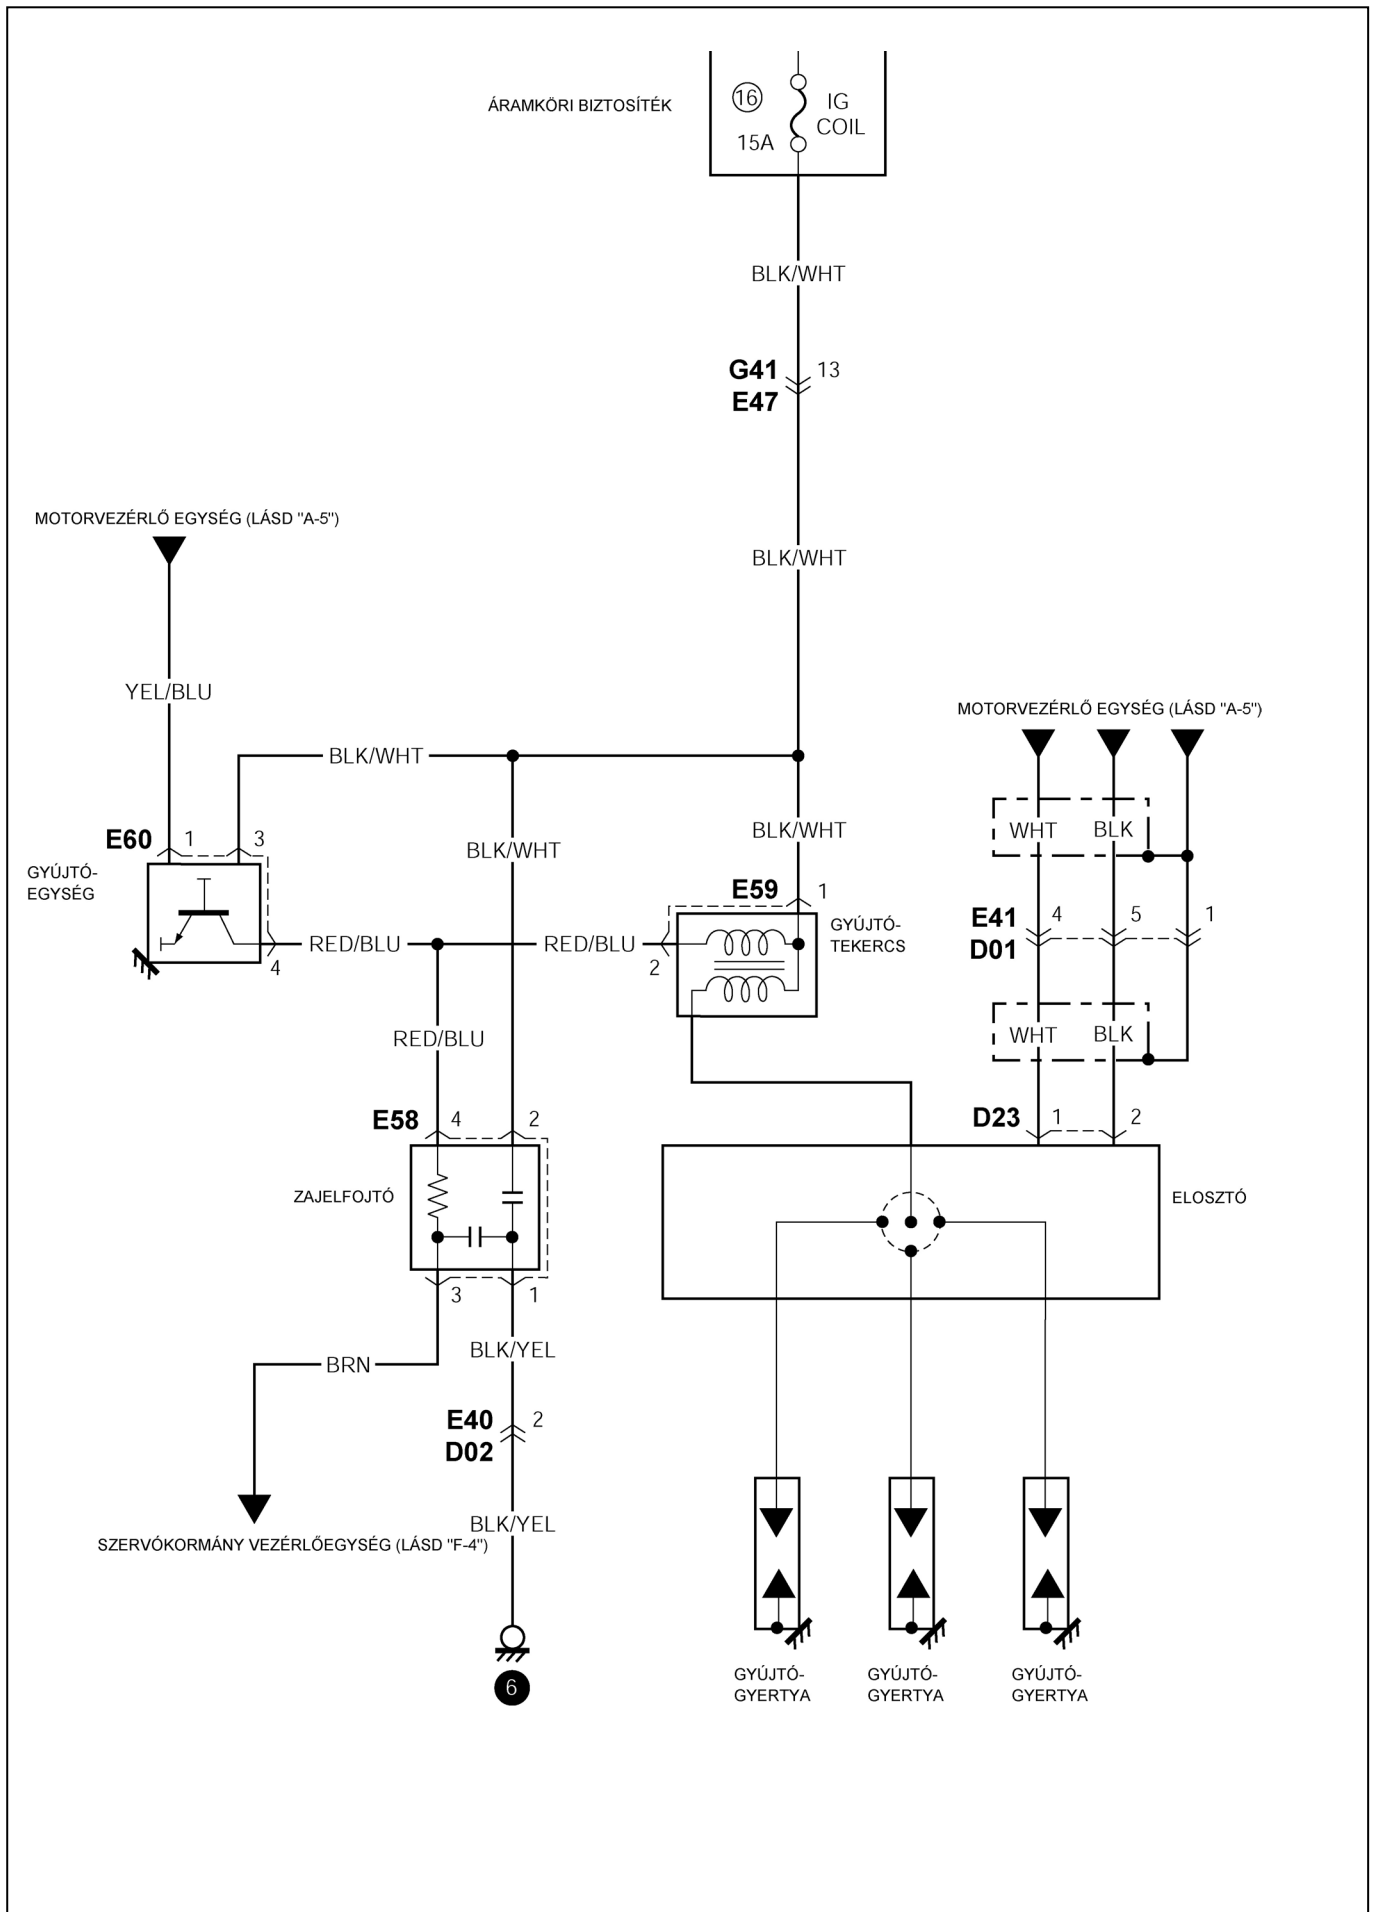 ÁRAMKÖRI BIZTOSÍTÉK
16
15A
IG
COIL
BLK/WHT
G41
E47
13
BLK/WHT
MOTORVEZÉRLŐ EGYSÉG (LÁSD "A-5")
YEL/BLU
MOTORVEZÉRLŐ EGYSÉG (LÁSD "A-5")
BLK/WHT
BLK/WHT
BLK/WHT
WHT
BLK
E60
1
3
GYÚJTÓ-
EGYSÉG
4
RED/BLU
RED/BLU
E59
1
2
GYÚJTÓ-
TEKERCS
E41
D01
4
5
1
RED/BLU
WHT
BLK
E58
4
2
D23
1
2
ZAJELFOJTÓ
ELOSZTÓ
3
1
BLK/YEL
BRN
E40
D02
2
BLK/YEL
SZERVÓKORMÁNY VEZÉRLŐEGYSÉG (LÁSD "F-4")
6
GYÚJTÓ-
GYERTYA
GYÚJTÓ-
GYERTYA
GYÚJTÓ-
GYERTYA